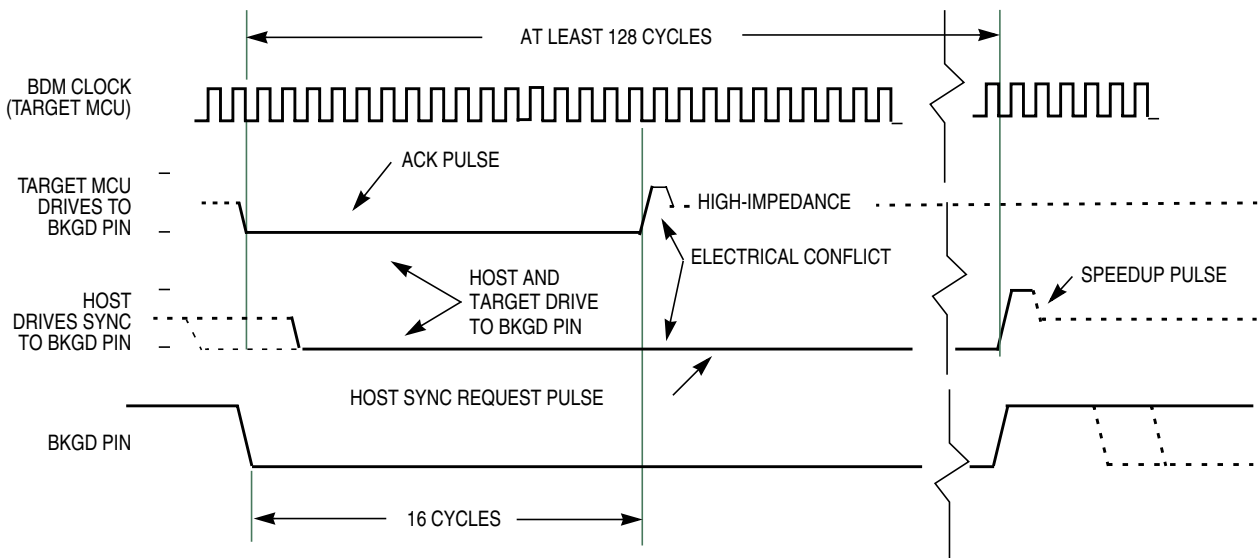 AT LEAST 128 CYCLES
BDM CLOCK
(TARGET MCU)
ACK PULSE
TARGET MCU
DRIVES TO
BKGD PIN
HIGH-IMPEDANCE
ELECTRICAL CONFLICT
HOST AND
TARGET DRIVE
TO BKGD PIN
SPEEDUP PULSE
HOST
DRIVES SYNC
TO BKGD PIN
HOST SYNC REQUEST PULSE
BKGD PIN
16 CYCLES